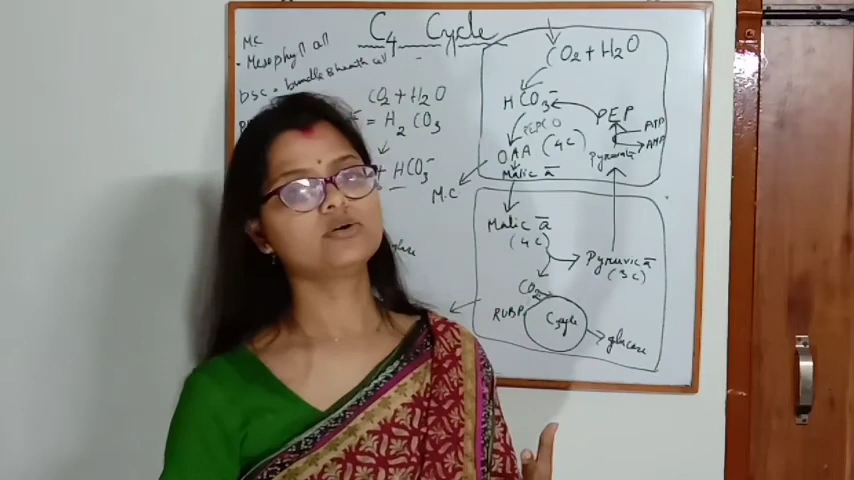 C4 Cycle
MC
• Mesophyll
bsc • bundle sheath cell
CO2 + H2O
= H2CO3
+ HCO3-
CO2 + H2O
HCO3-
PEP
ATP
AMP
PEPCO
OAA (4C)
Pyruvate
Malic a
M.C
Malic a
(4C)
Pyruvic a
(3C)
CO2
RUBP
C3 cycle
glucose